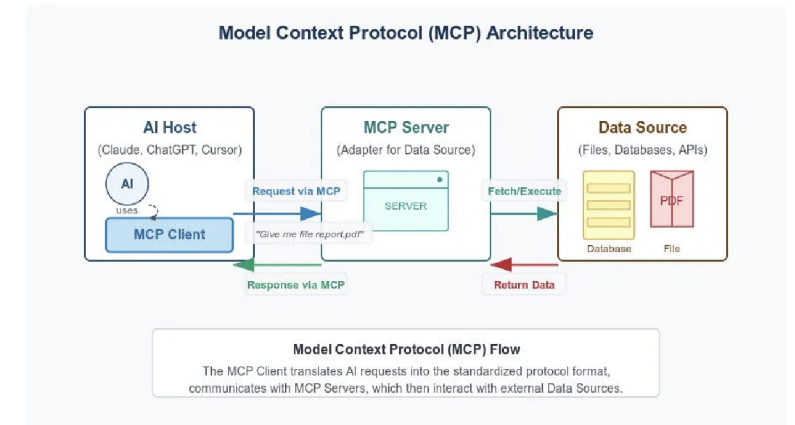 Model Context Protocol (MCP) Architecture
AI Host
(Claude, ChatGPT, Cursor)
AI
uses
MCP Client
Request via MCP
"Give me file report.pdf"
Response via MCP
MCP Server
(Adapter for Data Source)
SERVER
Fetch/Execute
Return Data
Data Source
(Files, Databases, APIs)
PDF
Database
File
Model Context Protocol (MCP) Flow
The MCP Client translates AI requests into the standardized protocol format,
communicates with MCP Servers, which then interact with external Data Sources.